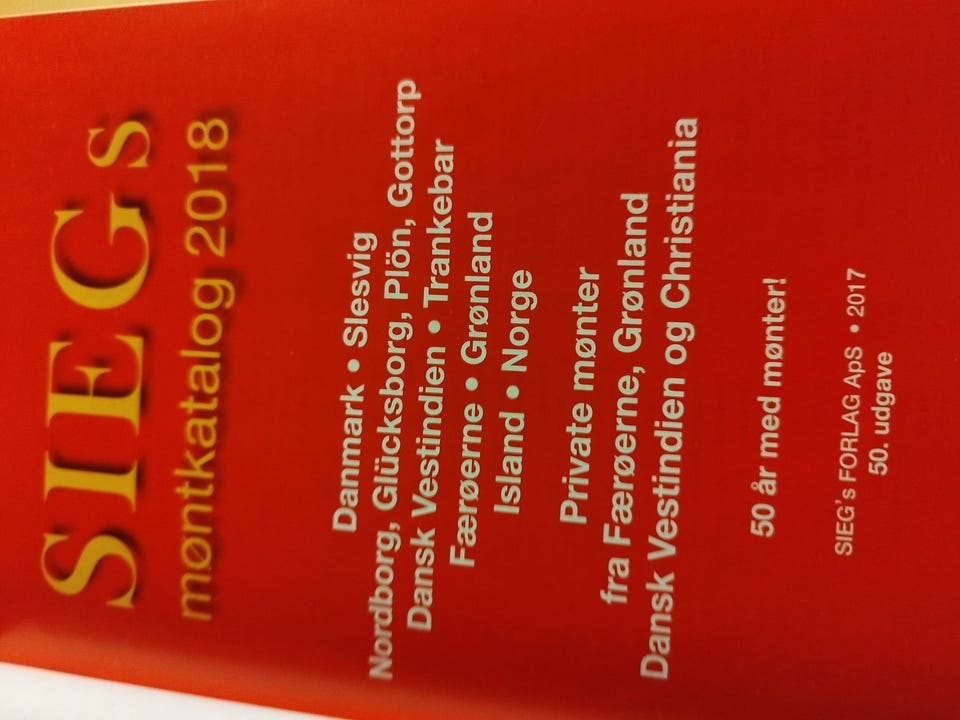 SIEGs
møntkatalog 2018
Danmark • Slesvig
Nordborg, Glücksborg, Plön, Gottorp
Dansk Vestindien • Trankebar
Færøerne • Grønland
Island • Norge
Private mønter
fra Færøerne, Grønland
Dansk Vestindien og Christiania
50 år med mønter!
SIEG's FORLAG ApS • 2017
50. udgave